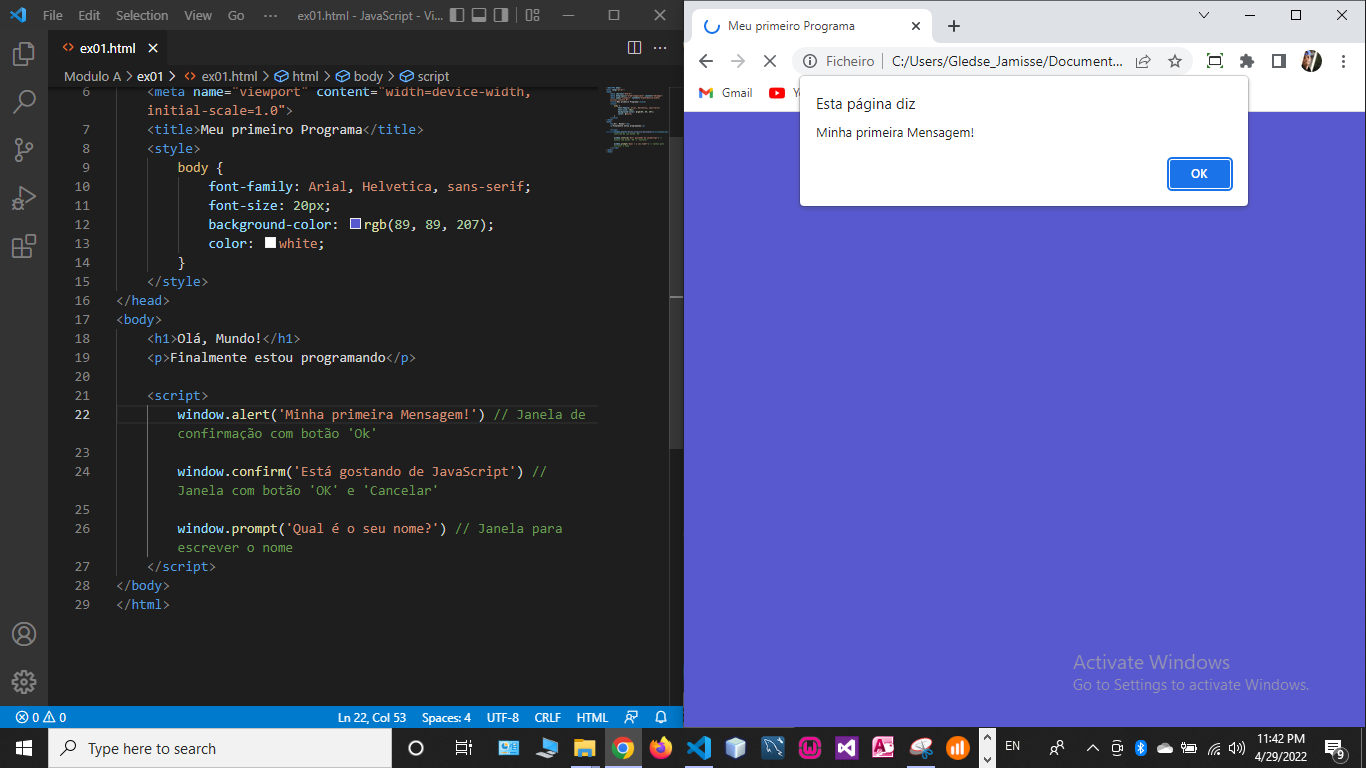 File Edit Selection View Go ··· ex01.html - JavaScript - Vi...
ex01.html
Modulo A > ex01 > ex01.html > html > body > script
6 <meta name="viewport" content="width=device-width,
initial-scale=1.0">
7 <title>Meu primeiro Programa</title>
8 <style>
9 body {
10 font-family: Arial, Helvetica, sans-serif;
11 font-size: 20px;
12 background-color: rgb(89, 89, 207);
13 color: white;
14 }
15 </style>
16 </head>
17 <body>
18 <h1>Olá, Mundo!</h1>
19 <p>Finalmente estou programando</p>
20
21 <script>
22 window.alert('Minha primeira Mensagem!') // Janela de
confirmação com botão 'Ok'
23
24 window.confirm('Está gostando de JavaScript') //
Janela com botão 'OK' e 'Cancelar'
25
26 window.prompt('Qual é o seu nome?') // Janela para
escrever o nome
27 </script>
28 </body>
29 </html>
0 0 Ln 22, Col 53 Spaces: 4 UTF-8 CRLF HTML
Meu primeiro Programa
Ficheiro C:/Users/Gledse_Jamisse/Document...
Gmail
Esta página diz
Minha primeira Mensagem!
OK
Activate Windows
Go to Settings to activate Windows.
Type here to search
EN
11:42 PM
4/29/2022
9